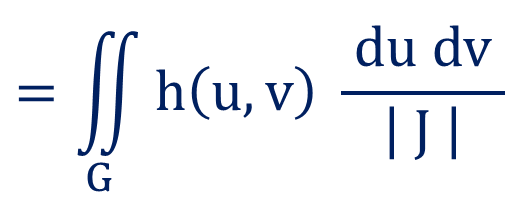 = ∬_G h(u, v) du dv / | J |